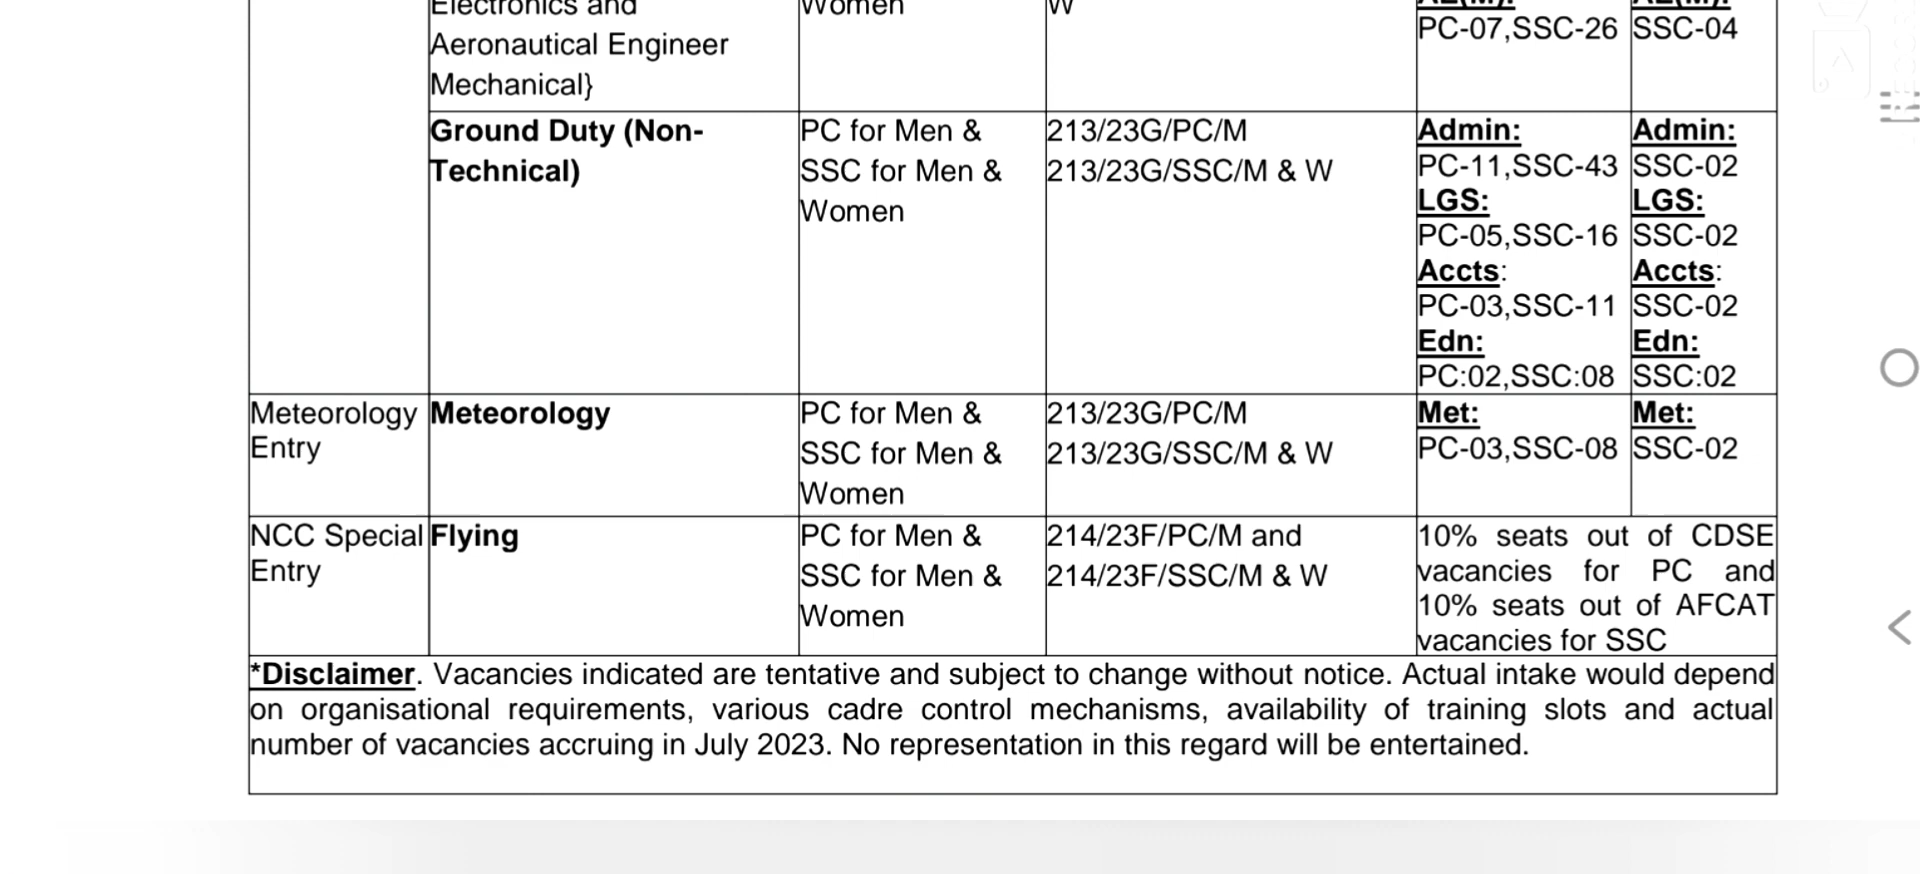 Electronics and
Aeronautical Engineer
Mechanical}
Women
W
AE(M):
PC-07,SSC-26
AE(M):
SSC-04
Ground Duty (Non-
Technical)
PC for Men &
SSC for Men &
Women
213/23G/PC/M
213/23G/SSC/M & W
Admin:
PC-11,SSC-43
LGS:
PC-05,SSC-16
Accts:
PC-03,SSC-11
Edn:
PC:02,SSC:08
Admin:
SSC-02
LGS:
SSC-02
Accts:
SSC-02
Edn:
SSC:02
Meteorology
Entry
Meteorology
PC for Men &
SSC for Men &
Women
213/23G/PC/M
213/23G/SSC/M & W
Met:
PC-03,SSC-08
Met:
SSC-02
NCC Special
Entry
Flying
PC for Men &
SSC for Men &
Women
214/23F/PC/M and
214/23F/SSC/M & W
10% seats out of CDSE
vacancies for PC and
10% seats out of AFCAT
vacancies for SSC
*Disclaimer. Vacancies indicated are tentative and subject to change without notice. Actual intake would depend
on organisational requirements, various cadre control mechanisms, availability of training slots and actual
number of vacancies accruing in July 2023. No representation in this regard will be entertained.